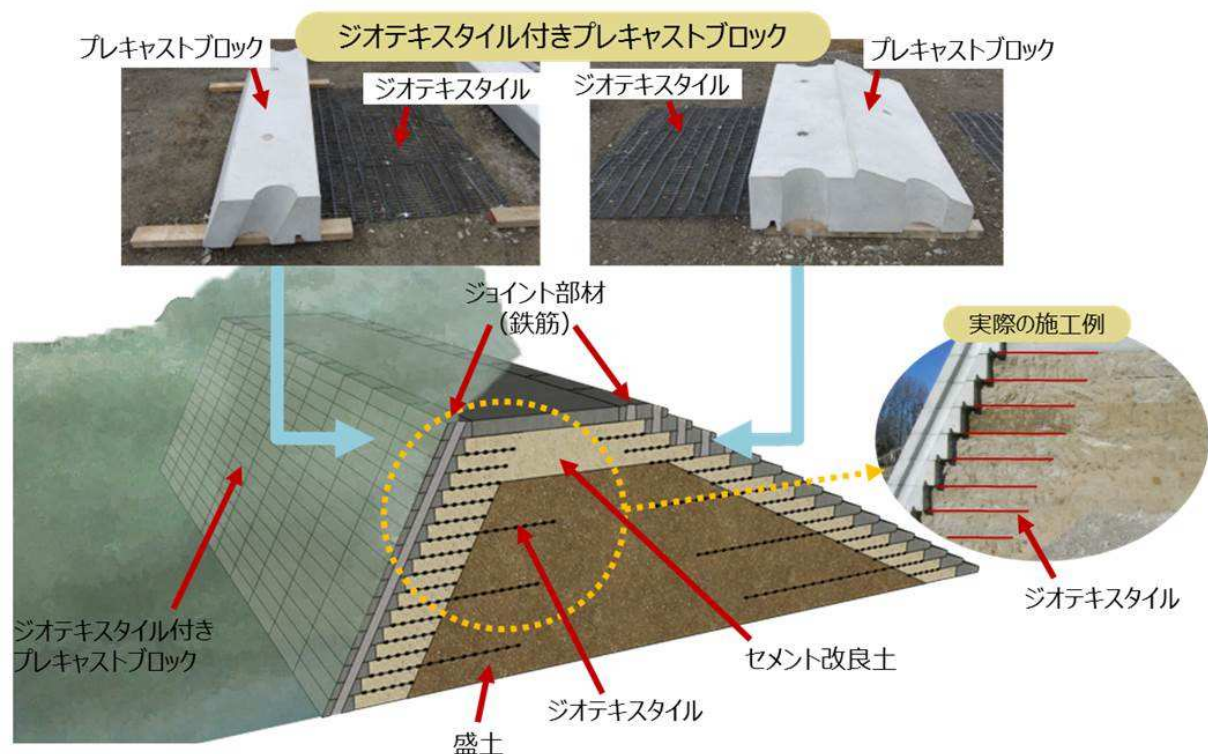 ジオテキスタイル付きプレキャストブロック
プレキャストブロック
ジオテキスタイル
ジオテキスタイル
プレキャストブロック
ジョイント部材
（鉄筋）
実際の施工例
ジオテキスタイル
ジオテキスタイル付き
プレキャストブロック
セメント改良土
ジオテキスタイル
盛土